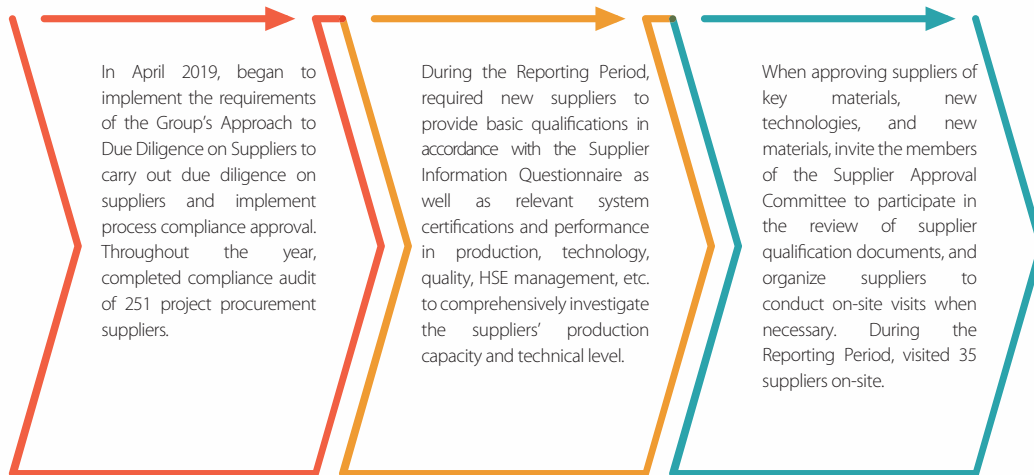 In April 2019, began to
implement the requirements
of the Group's Approach to
Due Diligence on Suppliers to
carry out due diligence on
suppliers and implement
process compliance approval.
Throughout the year,
completed compliance audit
of 251 project procurement
suppliers.
During the Reporting Period,
required new suppliers to
provide basic qualifications in
accordance with the Supplier
Information Questionnaire as
well as relevant system
certifications and performance
in production, technology,
quality, HSE management, etc.
to comprehensively investigate
the suppliers' production
capacity and technical level.
When approving suppliers of
key materials, new
technologies, and new
materials, invite the members
of the Supplier Approval
Committee to participate in
the review of supplier
qualification documents, and
organize suppliers to
conduct on-site visits when
necessary. During the
Reporting Period, visited 35
suppliers on-site.